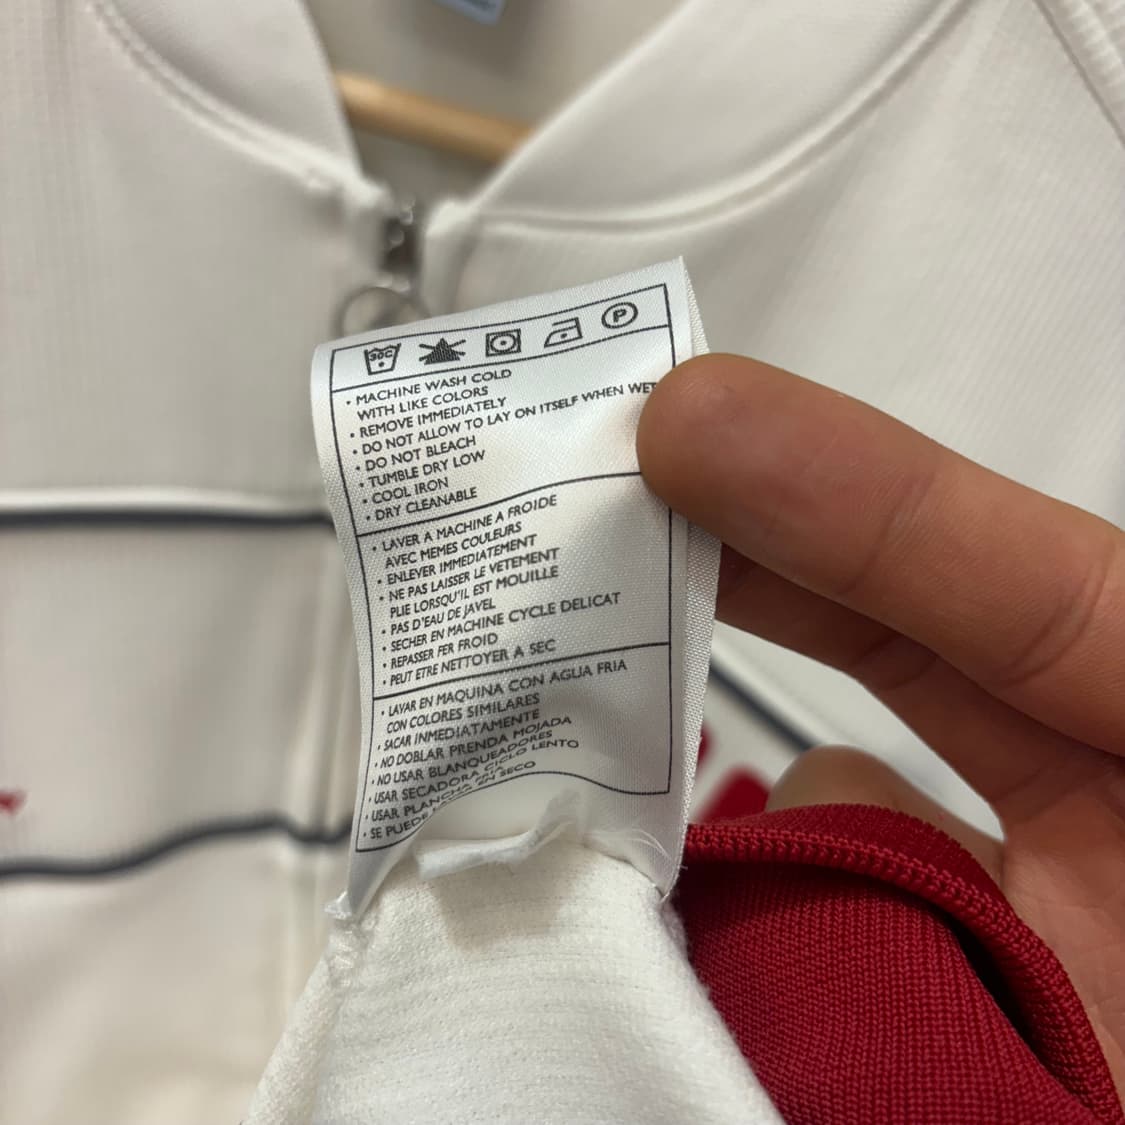 30C
P
• MACHINE WASH COLD
WITH LIKE COLORS
• REMOVE IMMEDIATELY
• DO NOT ALLOW TO LAY ON ITSELF WHEN WET
• DO NOT BLEACH
• TUMBLE DRY LOW
• COOL IRON
• DRY CLEANABLE
• LAVER A MACHINE A FROIDE
AVEC MEMES COULEURS
• ENLEVER IMMEDIATEMENT
• NE PAS LAISSER LE VETEMENT
PLIE LORSQU'IL EST MOUILLE
• PAS D'EAU DE JAVEL
• SECHER EN MACHINE CYCLE DELICAT
• REPASSER FER FROID
• PEUT ETRE NETTOYER A SEC
• LAVAR EN MAQUINA CON AGUA FRIA
CON COLORES SIMILARES
• SACAR INMEDIATAMENTE
• NO DOBLAR PRENDA MOJADA
• NO USAR BLANQUEADORES
• USAR SECADORA CICLO LENTO
• USAR PLANCHA FRIA
• SE PUEDE EN SECO